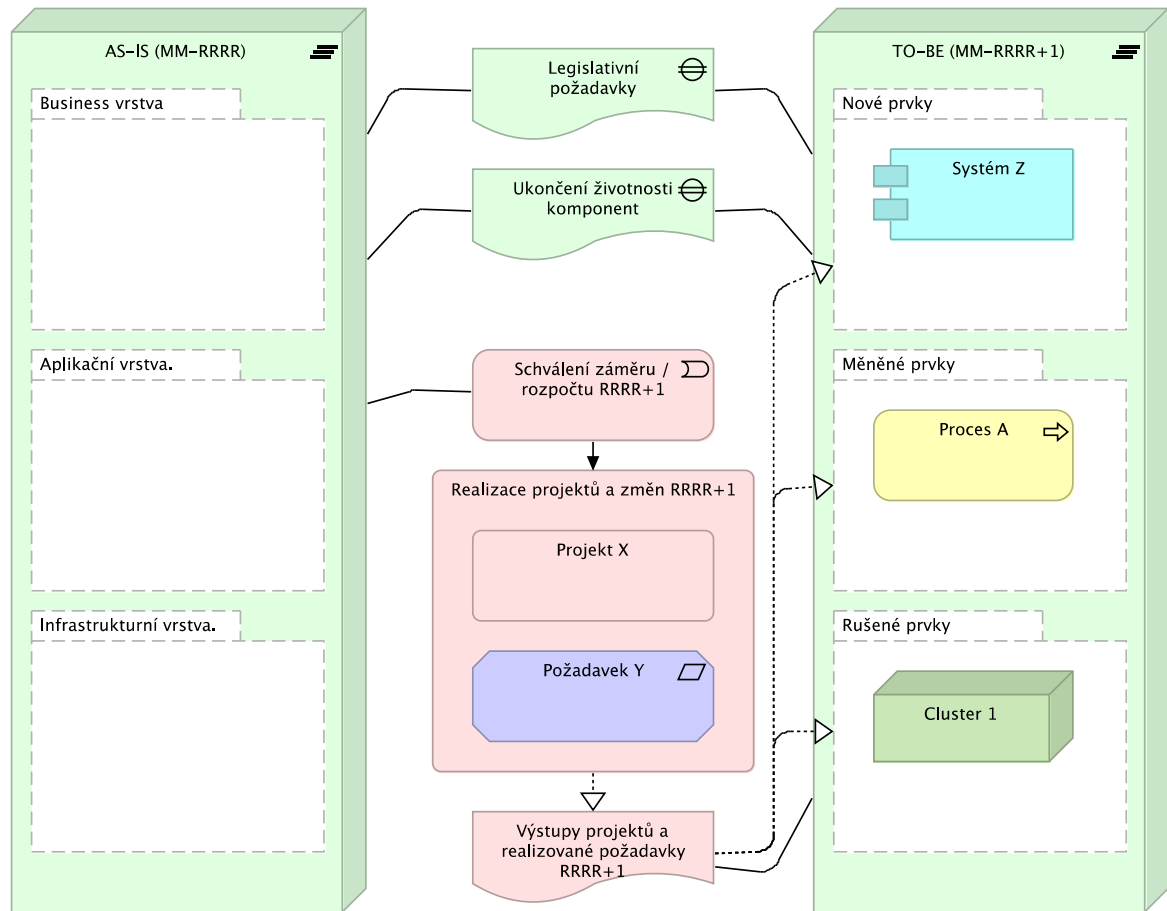 AS-IS (MM-RRRR)
Business vrstva
Aplikační vrstva.
Infrastrukturní vrstva.
Legislativní
požadavky
Ukončení životnosti
komponent
Schválení záměru /
rozpočtu RRRR+1
Realizace projektů a změn RRRR+1
Projekt X
Požadavek Y
Výstupy projektů a
realizované požadavky
RRRR+1
TO-BE (MM-RRRR+1)
Nové prvky
Systém Z
Měněné prvky
Proces A
Rušené prvky
Cluster 1